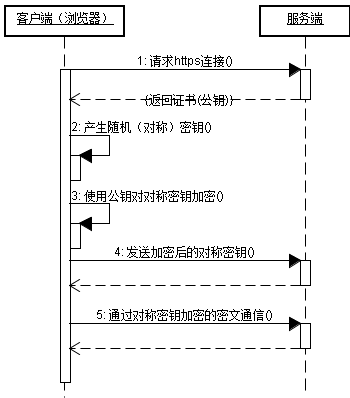 客户端（浏览器）
服务端
1: 请求https连接()
(返回证书(公钥))
2: 产生随机（对称）密钥()
3: 使用公钥对对称密钥加密()
4: 发送加密后的对称密钥()
5: 通过对称密钥加密的密文通信()